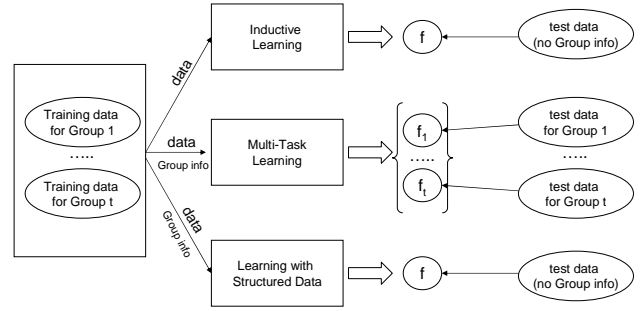 Training data
for Group 1
.....
Training data
for Group t
data
data
Group info
data
Group info
Inductive
Learning
f
test data
(no Group info)
Multi-Task
Learning
f1
.....
ft
test data
for Group 1
.....
test data
for Group t
Learning with
Structured Data
f
test data
(no Group info)